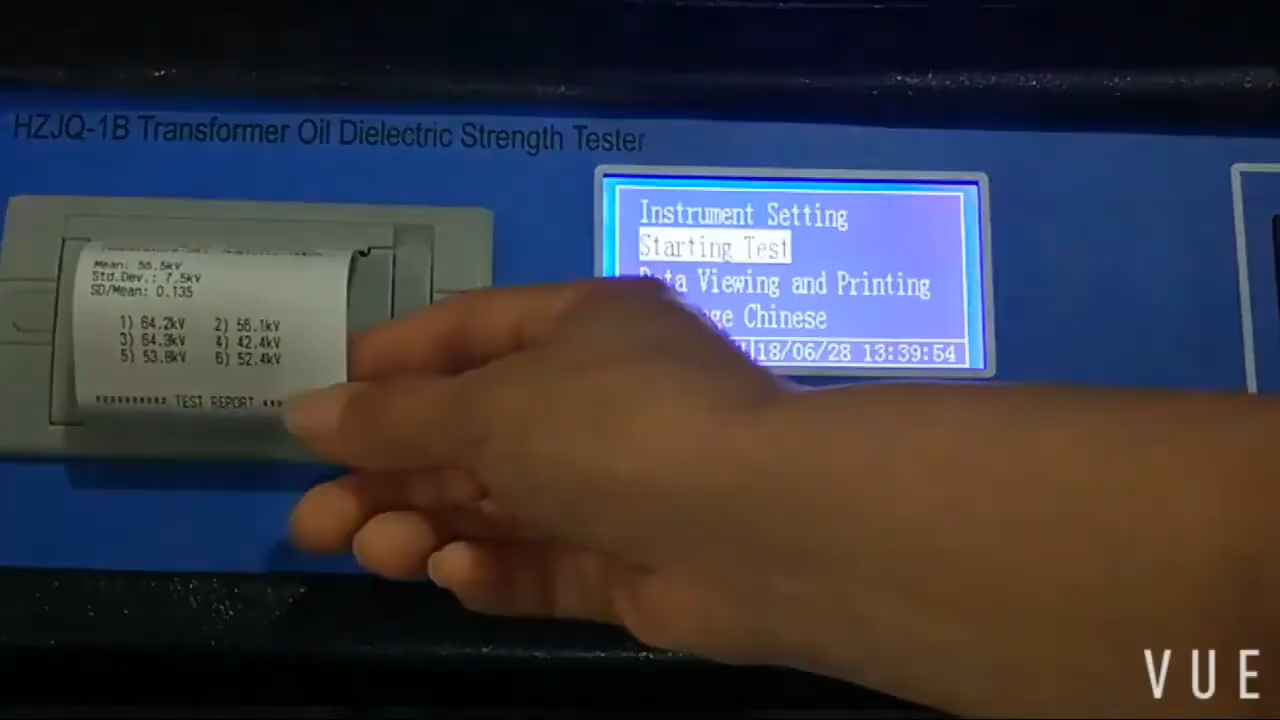 HZJQ-1B Transformer Oil Dielectric Strength Tester
Mean: 55.5kV
Std.Dev.: 7.5kV
SD/Mean: 0.135
1) 64.2kV 2) 56.1kV
3) 64.3kV 4) 42.4kV
5) 53.8kV 6) 52.4kV
********** TEST REPORT ***
Instrument Setting
Starting Test
Viewing and Printing
Chinese
18/06/28 13:39:54
VUE